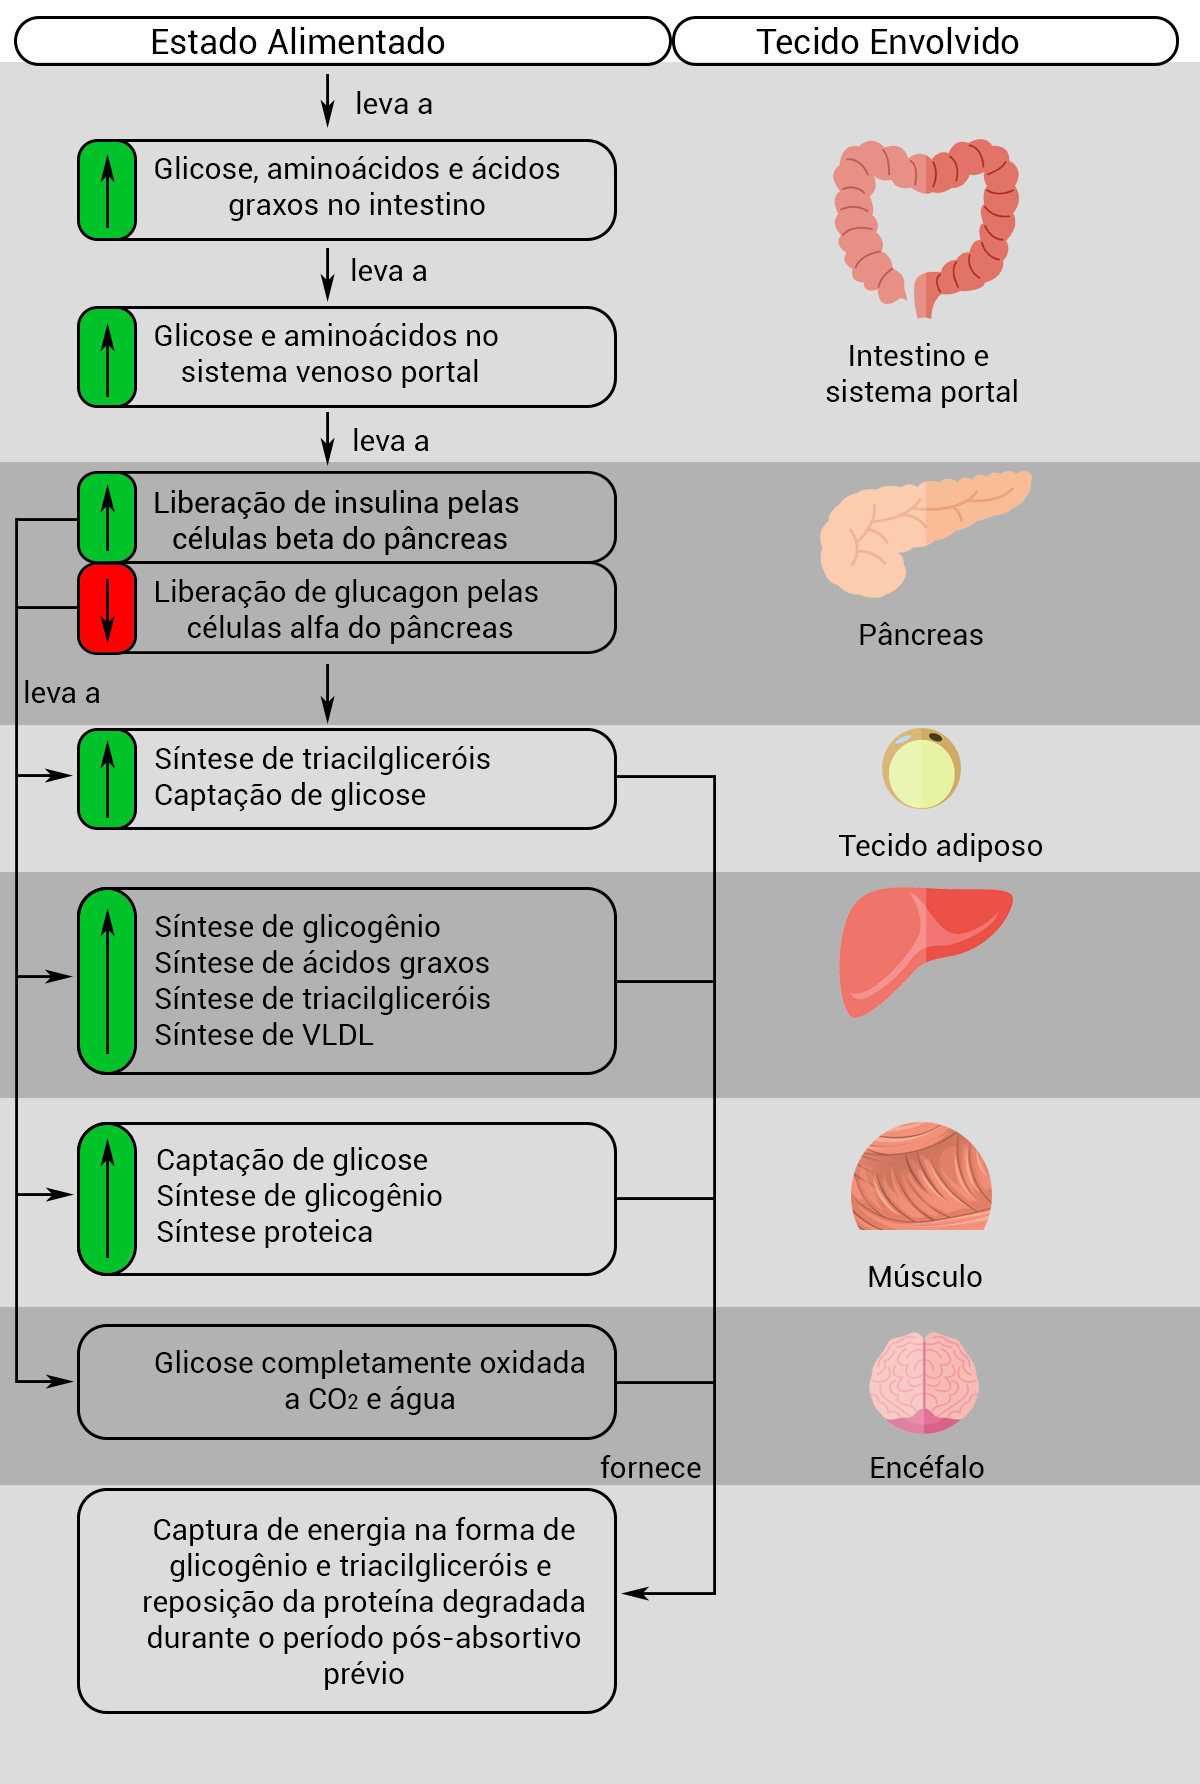 Estado Alimentado
Tecido Envolvido
leva a
Glicose, aminoácidos e ácidos
graxos no intestino
leva a
Glicose e aminoácidos no
sistema venoso portal
Intestino e
sistema portal
leva a
Liberação de insulina pelas
células beta do pâncreas
Liberação de glucagon pelas
células alfa do pâncreas
Pâncreas
leva a
Síntese de triacilgliceróis
Captação de glicose
Tecido adiposo
Síntese de glicogênio
Síntese de ácidos graxos
Síntese de triacilgliceróis
Síntese de VLDL
Captação de glicose
Síntese de glicogênio
Síntese proteica
Músculo
Glicose completamente oxidada
a CO₂ e água
Encéfalo
fornece
Captura de energia na forma de
glicogênio e triacilgliceróis e
reposição da proteína degradada
durante o período pós-absortivo
prévio